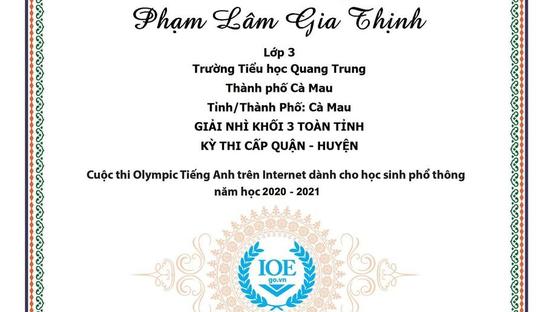 Phạm Lâm Gia Thịnh
Lớp 3
Trường Tiểu học Quang Trung
Thành phố Cà Mau
Tỉnh/Thành Phố: Cà Mau
GIẢI NHÌ KHỐI 3 TOÀN TỈNH
KỲ THI CẤP QUẬN - HUYỆN
Cuộc thi Olympic Tiếng Anh trên Internet dành cho học sinh phổ thông
năm học 2020 - 2021
IOE
go.vn